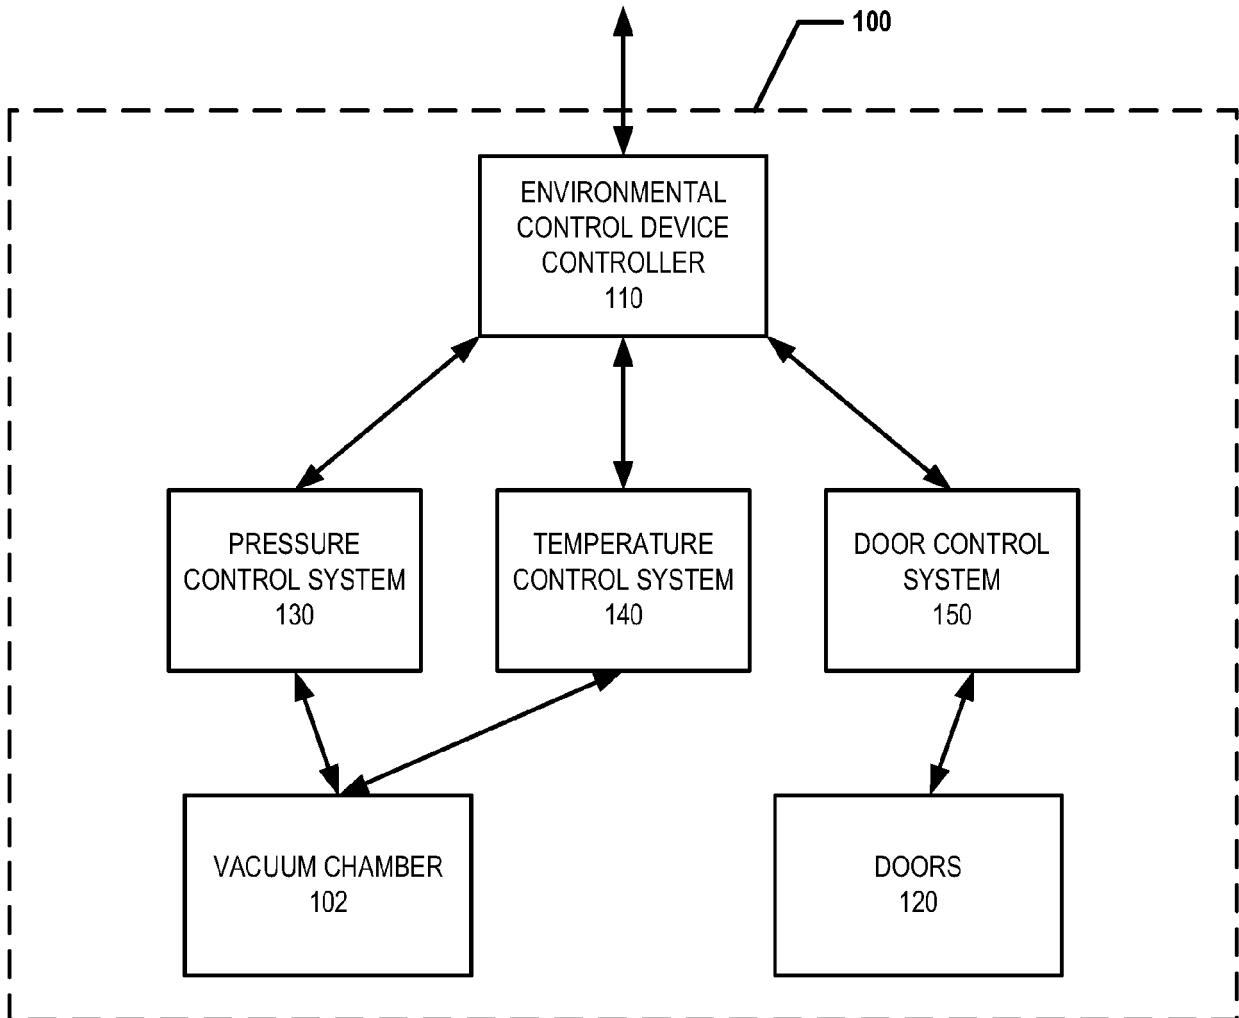 100
ENVIRONMENTAL
CONTROL DEVICE
CONTROLLER
110
PRESSURE
CONTROL SYSTEM
130
TEMPERATURE
CONTROL SYSTEM
140
DOOR CONTROL
SYSTEM
150
VACUUM CHAMBER
102
DOORS
120